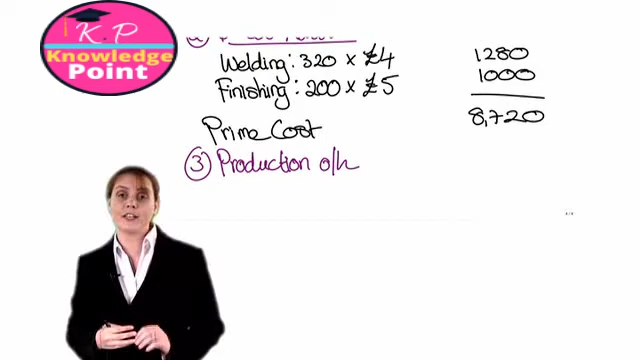 K.P
Knowledge
Point
Welding: 320 x £4 1280
Finishing: 200 x £5 1000
8,720
Prime Cost
③ Production o/h